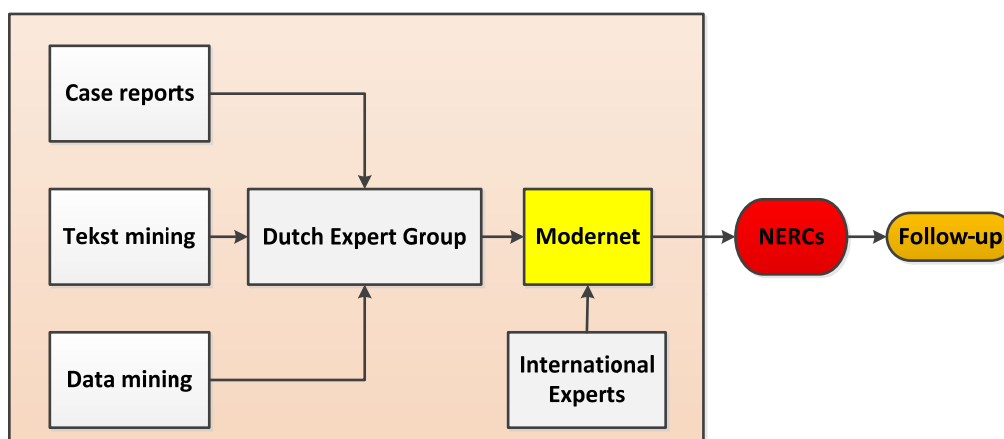 Case reports
Tekst mining
Dutch Expert Group
Modernet
NERCs
Follow-up
Data mining
International
Experts